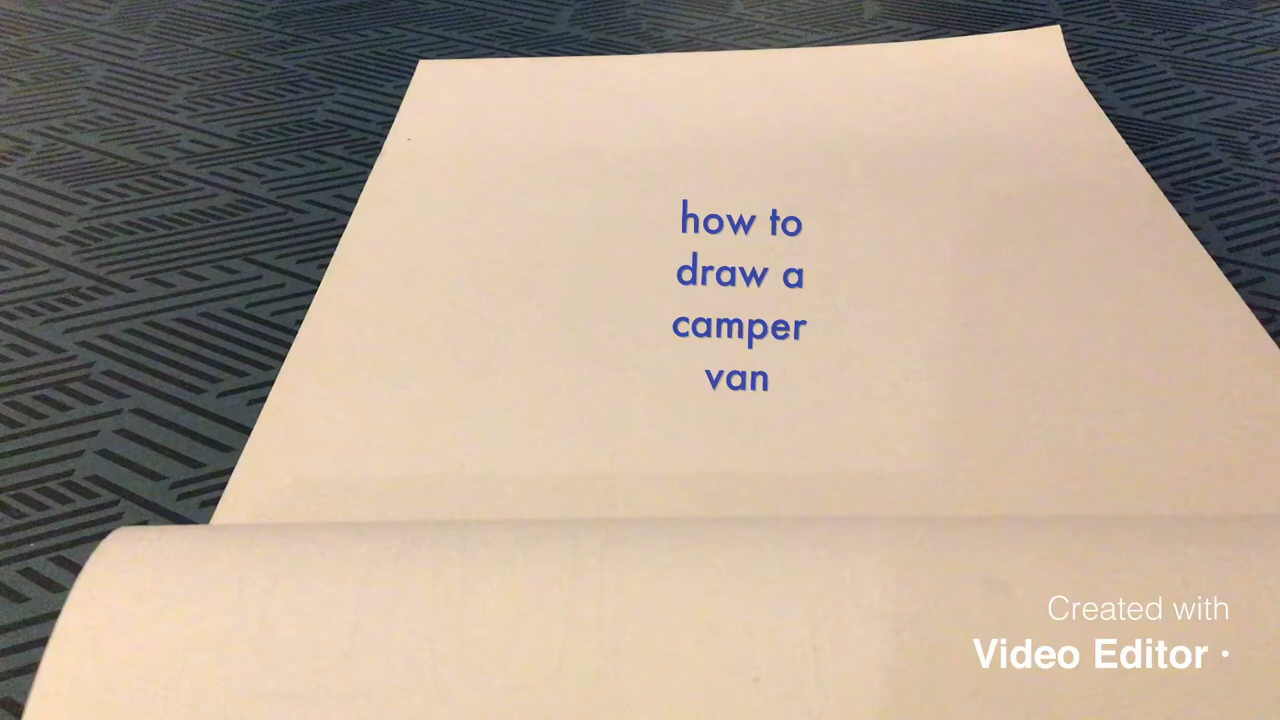 how to
draw a
camper
van
Created with
Video Editor •